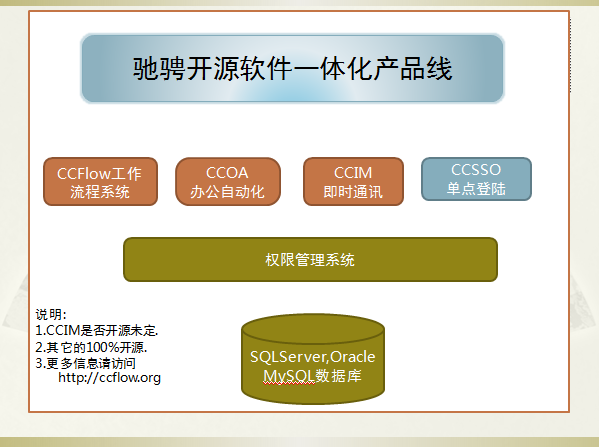 驰骋开源软件一体化产品线
CCFlow工作
流程系统
CCOA
办公自动化
CCIM
即时通讯
CCSSO
单点登陆
权限管理系统
说明:
1.CCIM是否开源未定.
2.其它的100%开源.
3.更多信息请访问
http://ccflow.org
SQLServer,Oracle
MySQL数据库